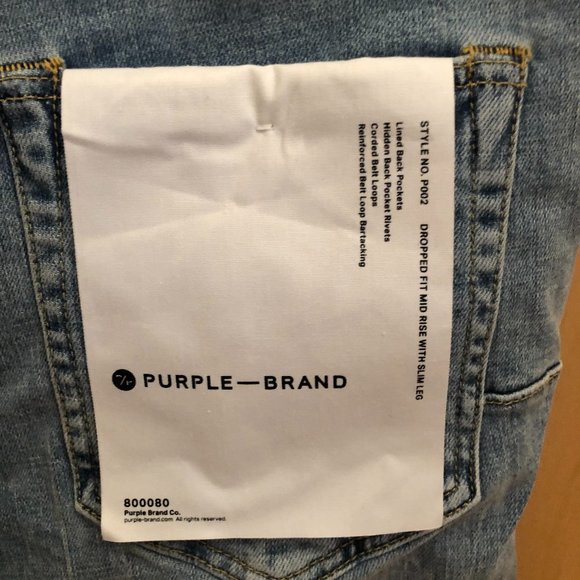 STYLE NO. P002 DROPPED FIT MID RISE WITH SLIM LEG
Lined Back Pockets
Hidden Back Pocket Rivets
Corded Belt Loops
Reinforced Belt Loop Bartacking
PURPLE—BRAND
800080
Purple Brand Co.
purple-brand.com All rights reserved.